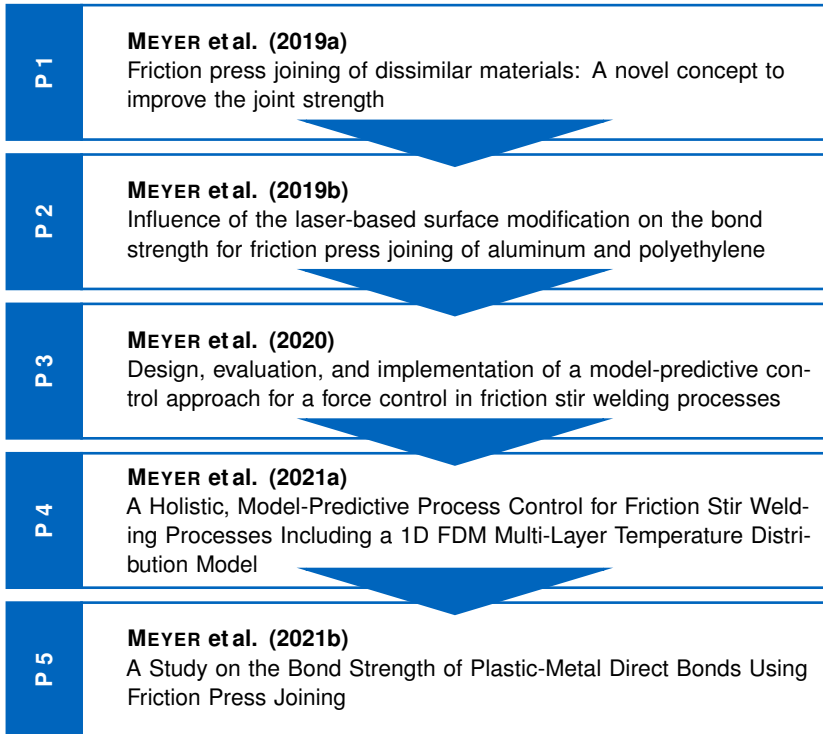 P 1
MEYER et al. (2019a)
Friction press joining of dissimilar materials: A novel concept to
improve the joint strength
P 2
MEYER et al. (2019b)
Influence of the laser-based surface modification on the bond
strength for friction press joining of aluminum and polyethylene
P 3
MEYER et al. (2020)
Design, evaluation, and implementation of a model-predictive con-
trol approach for a force control in friction stir welding processes
P 4
MEYER et al. (2021a)
A Holistic, Model-Predictive Process Control for Friction Stir Weld-
ing Processes Including a 1D FDM Multi-Layer Temperature Distri-
bution Model
P 5
MEYER et al. (2021b)
A Study on the Bond Strength of Plastic-Metal Direct Bonds Using
Friction Press Joining